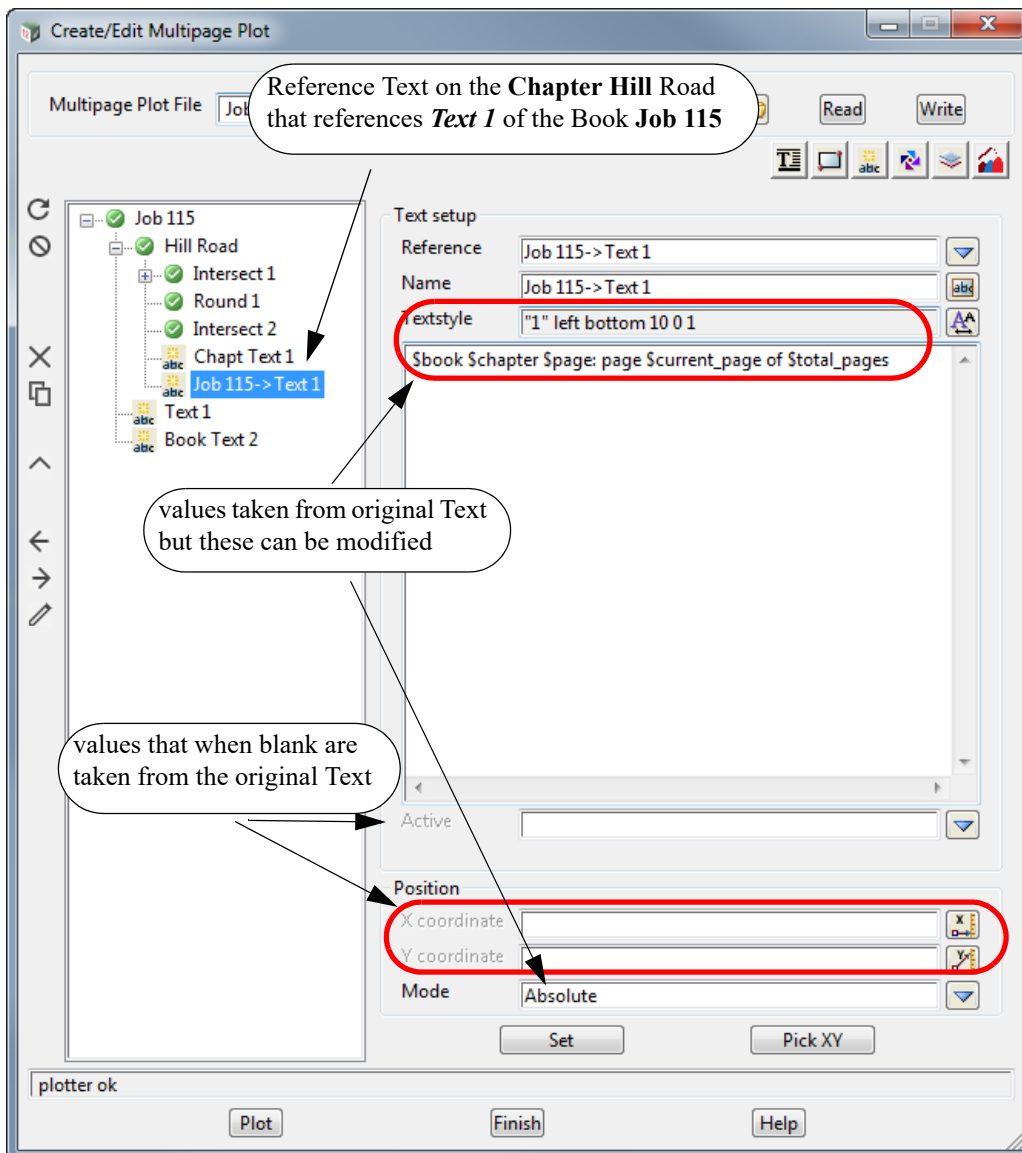 Create/Edit Multipage Plot
Reference Text on the Chapter Hill Road
that references Text 1 of the Book Job 115
Multipage Plot File
Read
Write
Job 115
Hill Road
Intersect 1
Round 1
Intersect 2
abc Chapt Text 1
abc Job 115->Text 1
abc Text 1
abc Book Text 2
Text setup
Reference Job 115->Text 1
Name Job 115->Text 1
Textstyle "1" left bottom 10 0 1
$book $chapter $page: page $current_page of $total_pages
values taken from original Text
but these can be modified
values that when blank are
taken from the original Text
Active
Position
X coordinate
Y coordinate
Mode Absolute
Set
Pick XY
plotter ok
Plot
Finish
Help